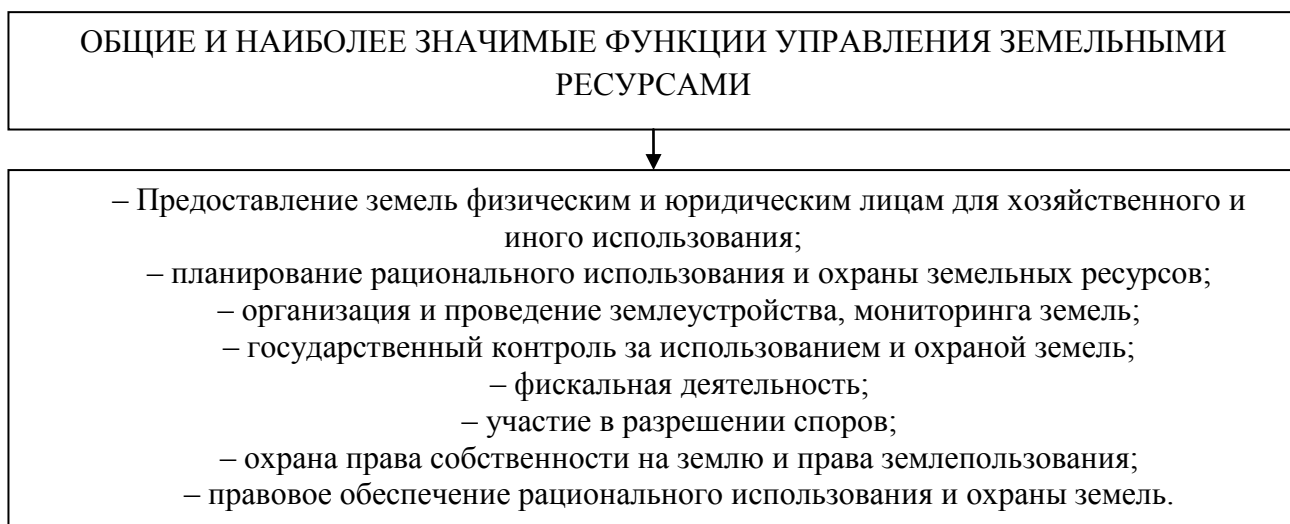 ОБЩИЕ И НАИБОЛЕЕ ЗНАЧИМЫЕ ФУНКЦИИ УПРАВЛЕНИЯ ЗЕМЕЛЬНЫМИ
РЕСУРСАМИ
– Предоставление земель физическим и юридическим лицам для хозяйственного и
иного использования;
– планирование рационального использования и охраны земельных ресурсов;
– организация и проведение землеустройства, мониторинга земель;
– государственный контроль за использованием и охраной земель;
– фискальная деятельность;
– участие в разрешении споров;
– охрана права собственности на землю и права землепользования;
– правовое обеспечение рационального использования и охраны земель.